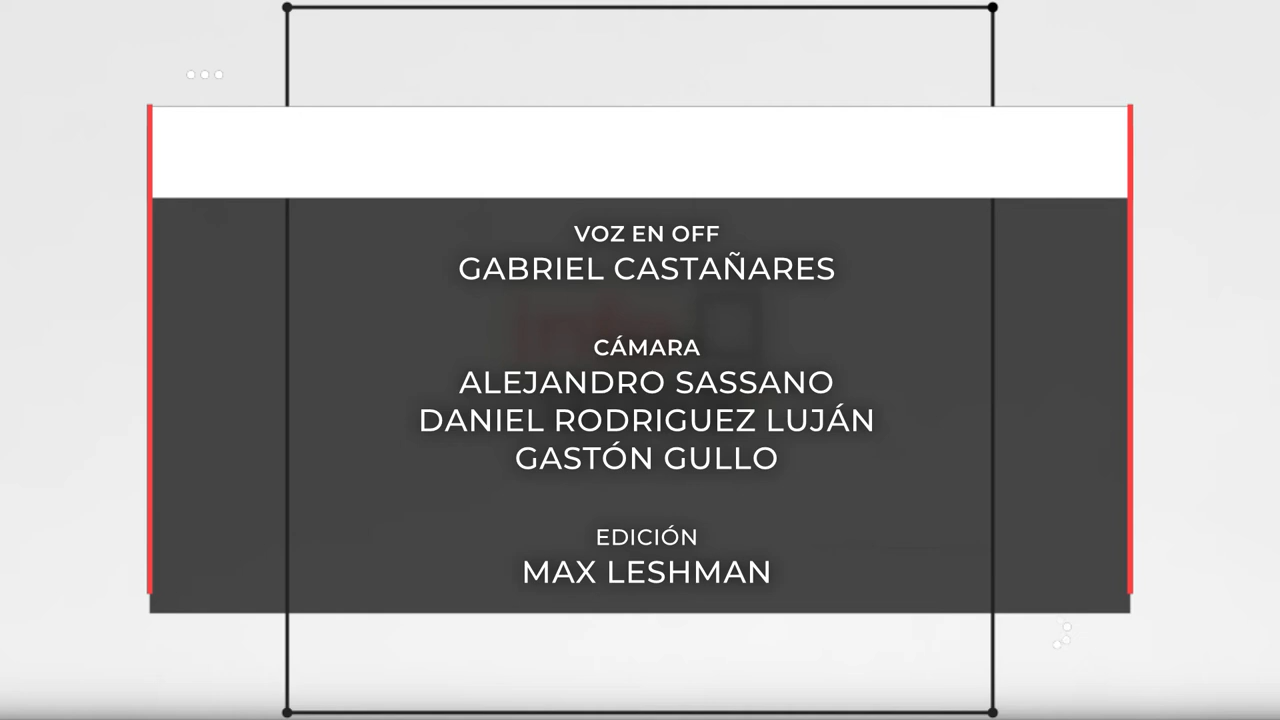 VOZ EN OFF
GABRIEL CASTAÑARES
CÁMARA
ALEJANDRO SASSANO
DANIEL RODRIGUEZ LUJÁN
GASTÓN GULLO
EDICIÓN
MAX LESHMAN